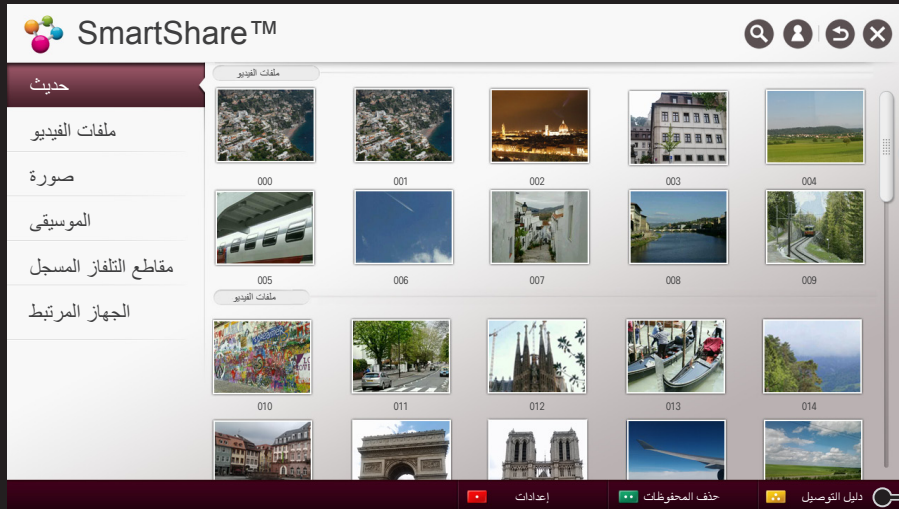 SmartShare™
حديث
ملفات الفيديو
صورة
الموسيقى
مقاطع التلفاز المسجل
الجهاز المرتبط
ملفات الفيديو
000 001 002 003 004
005 006 007 008 009
ملفات الفيديو
010 011 012 013 014
دليل التوصيل حذف المحفوظات إعدادات